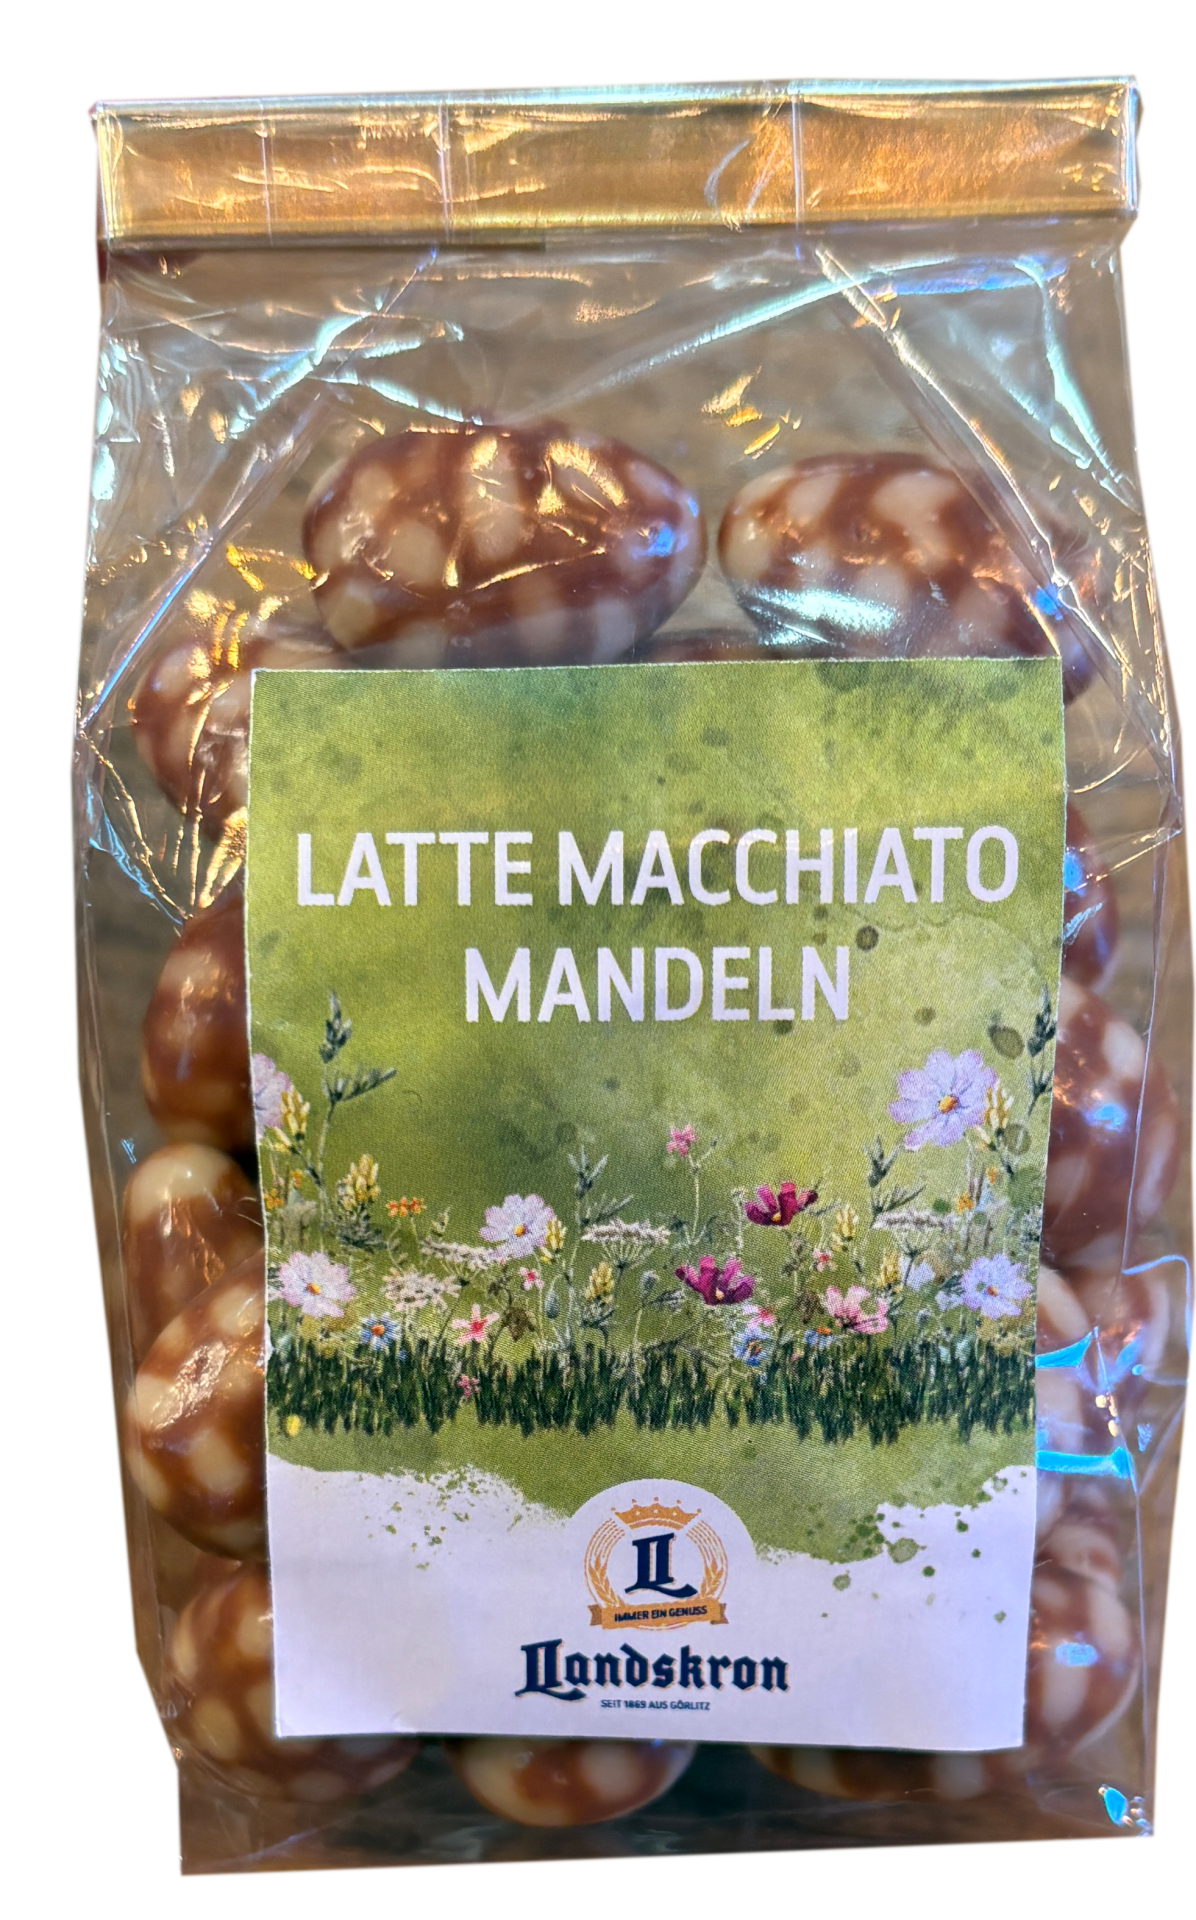 LATTE MACCHIATO
MANDELN
L
IMMER EIN GENUSS
Landskron
SEIT 1869 AUS GÖRLITZ